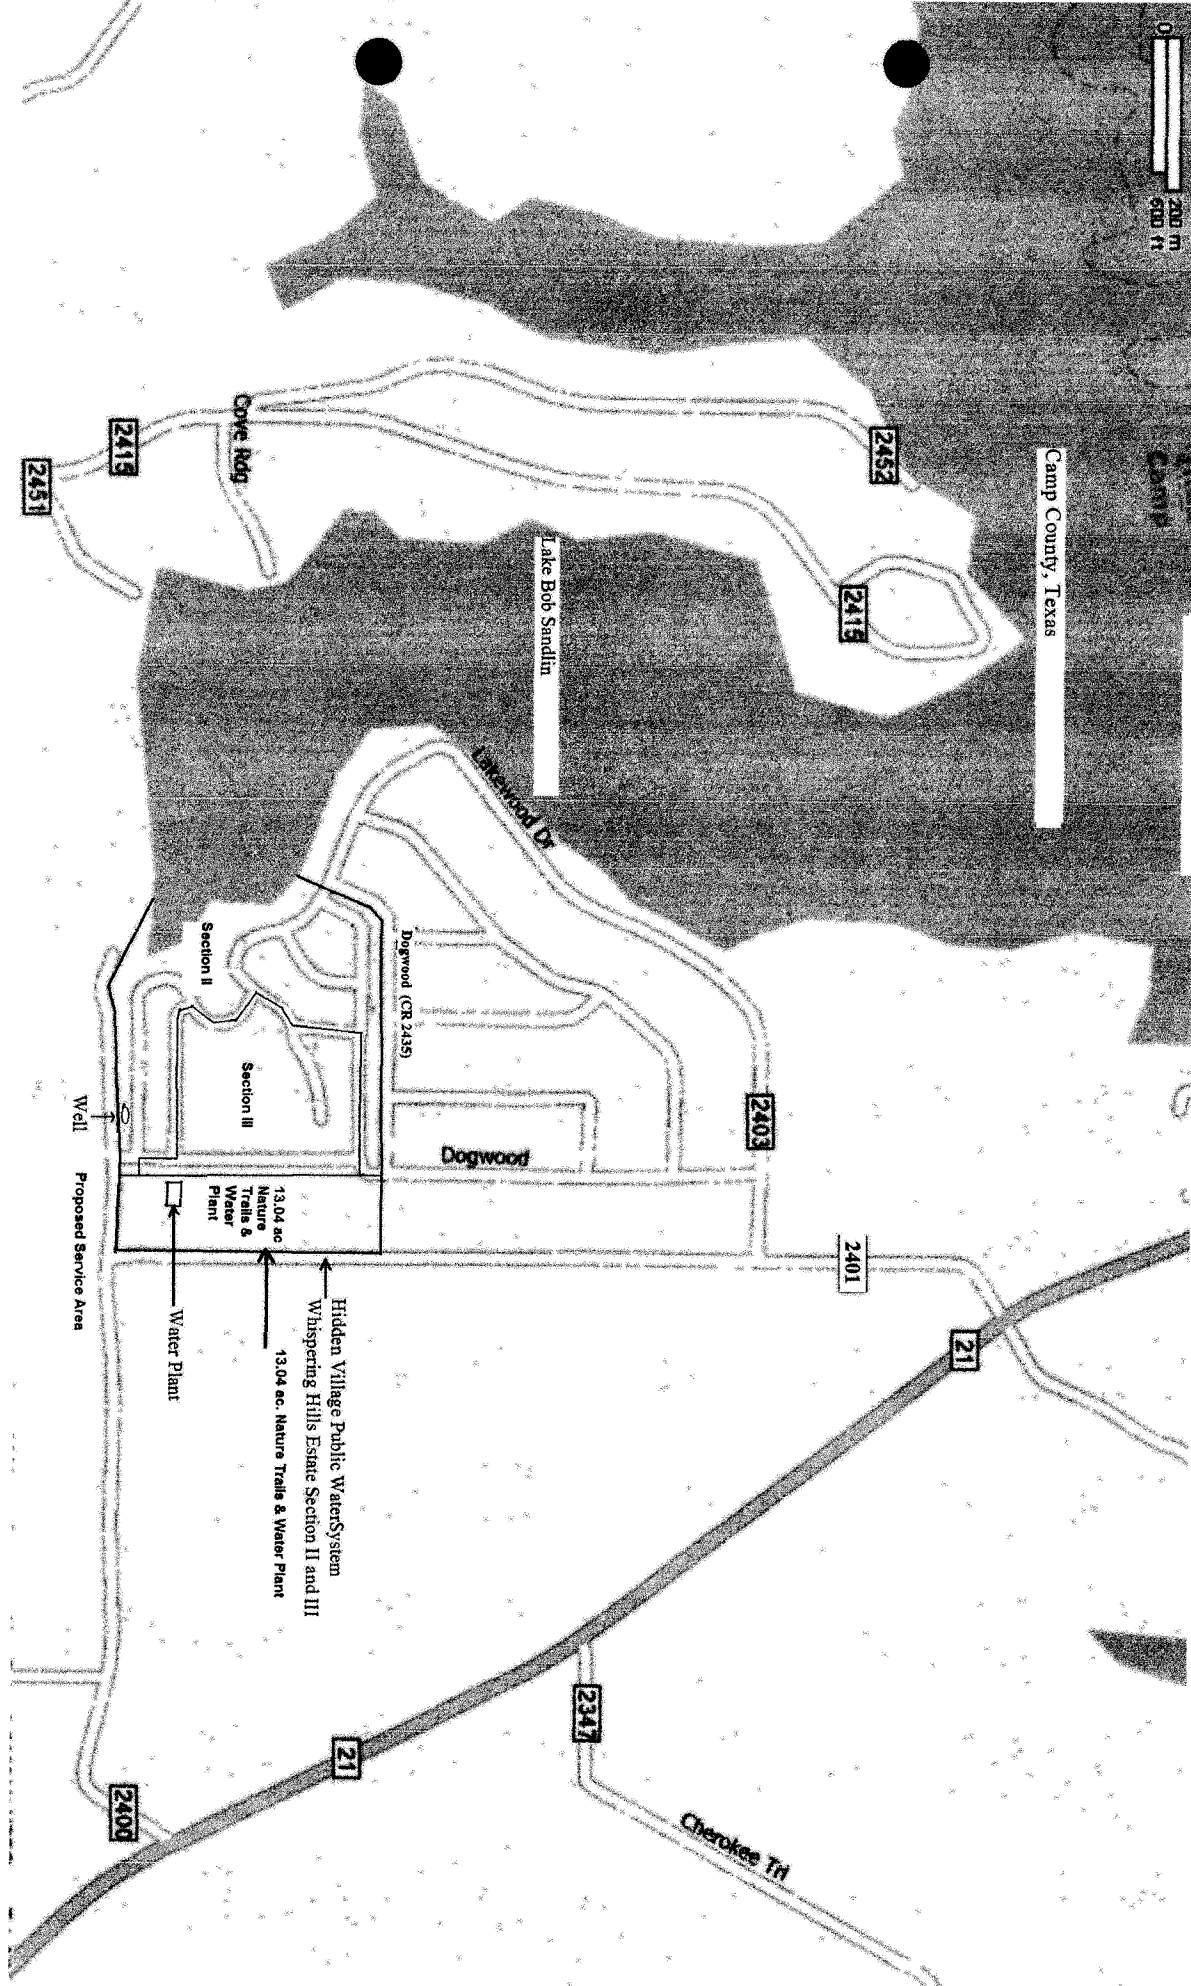 0
200 m
600 ft
Camp
Camp County, Texas
2452
2415
Cove Rdg
2415
2451
Lake Bob Sandlin
Lakewood Dr
Dogwood (CR 2435)
Section II
Section III
2403
Dogwood
Well
Proposed Service Area
13.04 ac
Nature
Trails &
Water
Plant
2401
21
Hidden Village Public WaterSystem
Whispering Hills Estate Section II and III
13.04 ac. Nature Trails & Water Plant
Water Plant
2347
21
2400
Cherokee Trl